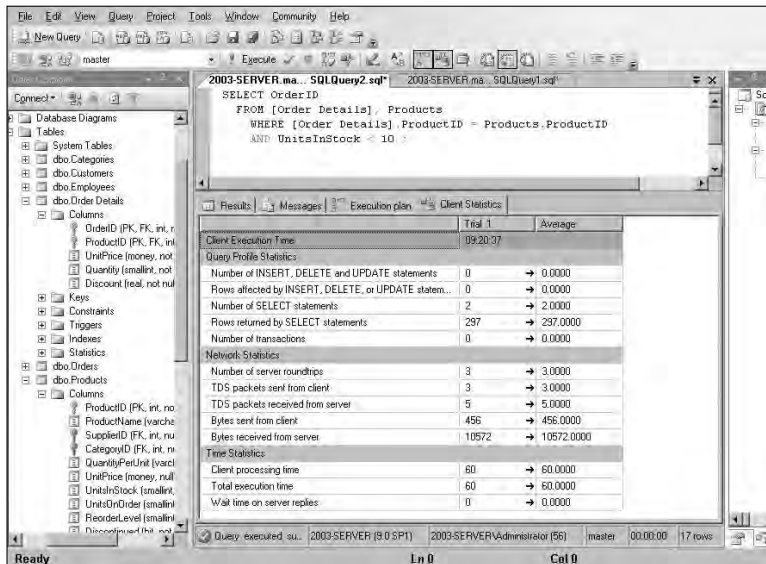 File Edit View Query Project Tools Window Community Help
New Query
master
Execute
Connect
Database Diagrams
Tables
System Tables
dbo.Categories
dbo.Customers
dbo.Employees
dbo.Order Details
Columns
OrderID (PK, FK, int, n
ProductID (PK, FK, int
UnitPrice (money, not
Quantity (smallint, not
Discount (real, not nul
Keys
Constraints
Triggers
Indexes
Statistics
dbo.Orders
dbo.Products
Columns
ProductID (PK, int, no
ProductName (varcha
SupplierID (FK, int, nu
CategoryID (FK, int, n
QuantityPerUnit (varcl
UnitPrice (money, null
UnitsInStock (smallint,
UnitsOnOrder (smallint
ReorderLevel (smallint
Discontinued (bit, not
2003-SERVER.ma... SQLQuery2.sql* 2003-SERVER.ma... SQLQuery1.sql*
SELECT OrderID
FROM [Order Details], Products
WHERE [Order Details].ProductID = Products.ProductID
AND UnitsInStock < 10 ;
Results Messages Execution plan Client Statistics
Trial 1 Average
Client Execution Time 09:20:37
Query Profile Statistics
Number of INSERT, DELETE and UPDATE statements 0 → 0.0000
Rows affected by INSERT, DELETE, or UPDATE statem... 0 → 0.0000
Number of SELECT statements 2 → 2.0000
Rows returned by SELECT statements 297 → 297.0000
Number of transactions 0 → 0.0000
Network Statistics
Number of server roundtrips 3 → 3.0000
TDS packets sent from client 3 → 3.0000
TDS packets received from server 5 → 5.0000
Bytes sent from client 456 → 456.0000
Bytes received from server 10572 → 10572.0000
Time Statistics
Client processing time 60 → 60.0000
Total execution time 60 → 60.0000
Wait time on server replies 0 → 0.0000
Query executed su... 2003-SERVER (9.0 SP1) 2003-SERVER\Administrator (56) master 00:00:00 17 rows
Ready Ln 0 Col 0